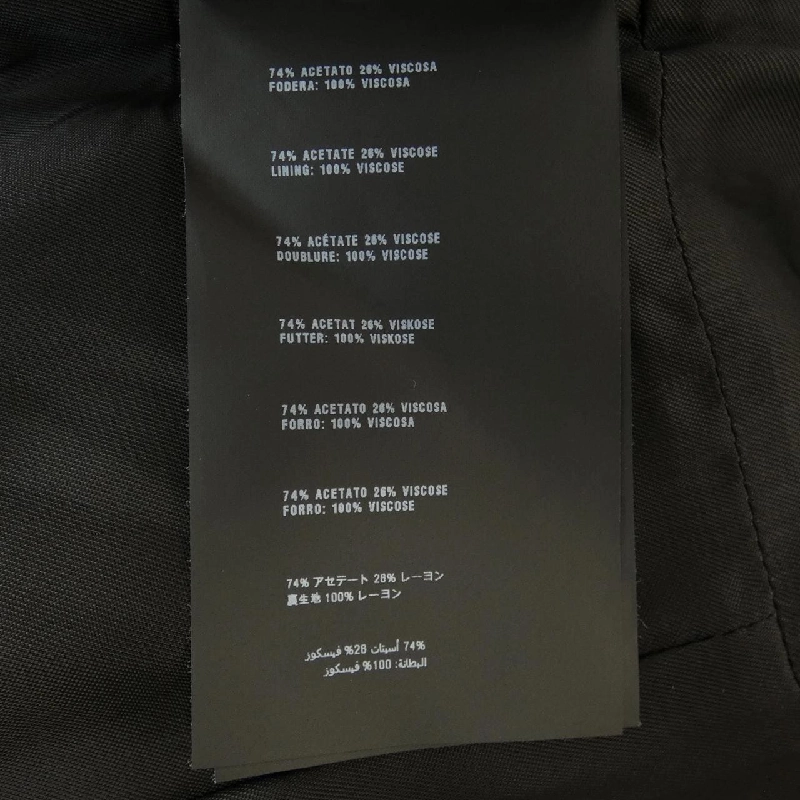 74% ACETATO 26% VISCOSA
FODERA: 100% VISCOSA
74% ACETATE 26% VISCOSE
LINING: 100% VISCOSE
74% ACÉTATE 26% VISCOSE
DOUBLURE: 100% VISCOSE
74% ACETAT 26% VISKOSE
FUTTER: 100% VISKOSE
74% ACETATO 26% VISCOSA
FORRO: 100% VISCOSA
74% ACETATO 26% VISCOSE
FORRO: 100% VISCOSE
74% アセテート 26% レーヨン
裏生地 100% レーヨン
74% أسيتات 26% فيسكوز
البطانة: 100% فيسكوز